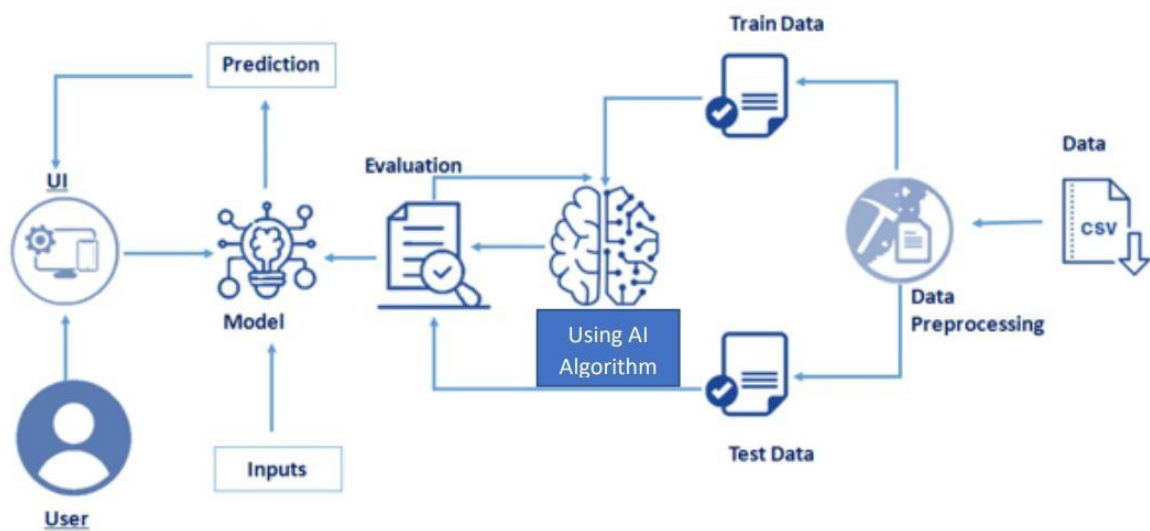 Train Data
Prediction
Data
Evaluation
UI
CSV
Model
Data
Preprocessing
Using AI
Algorithm
Inputs
Test Data
User